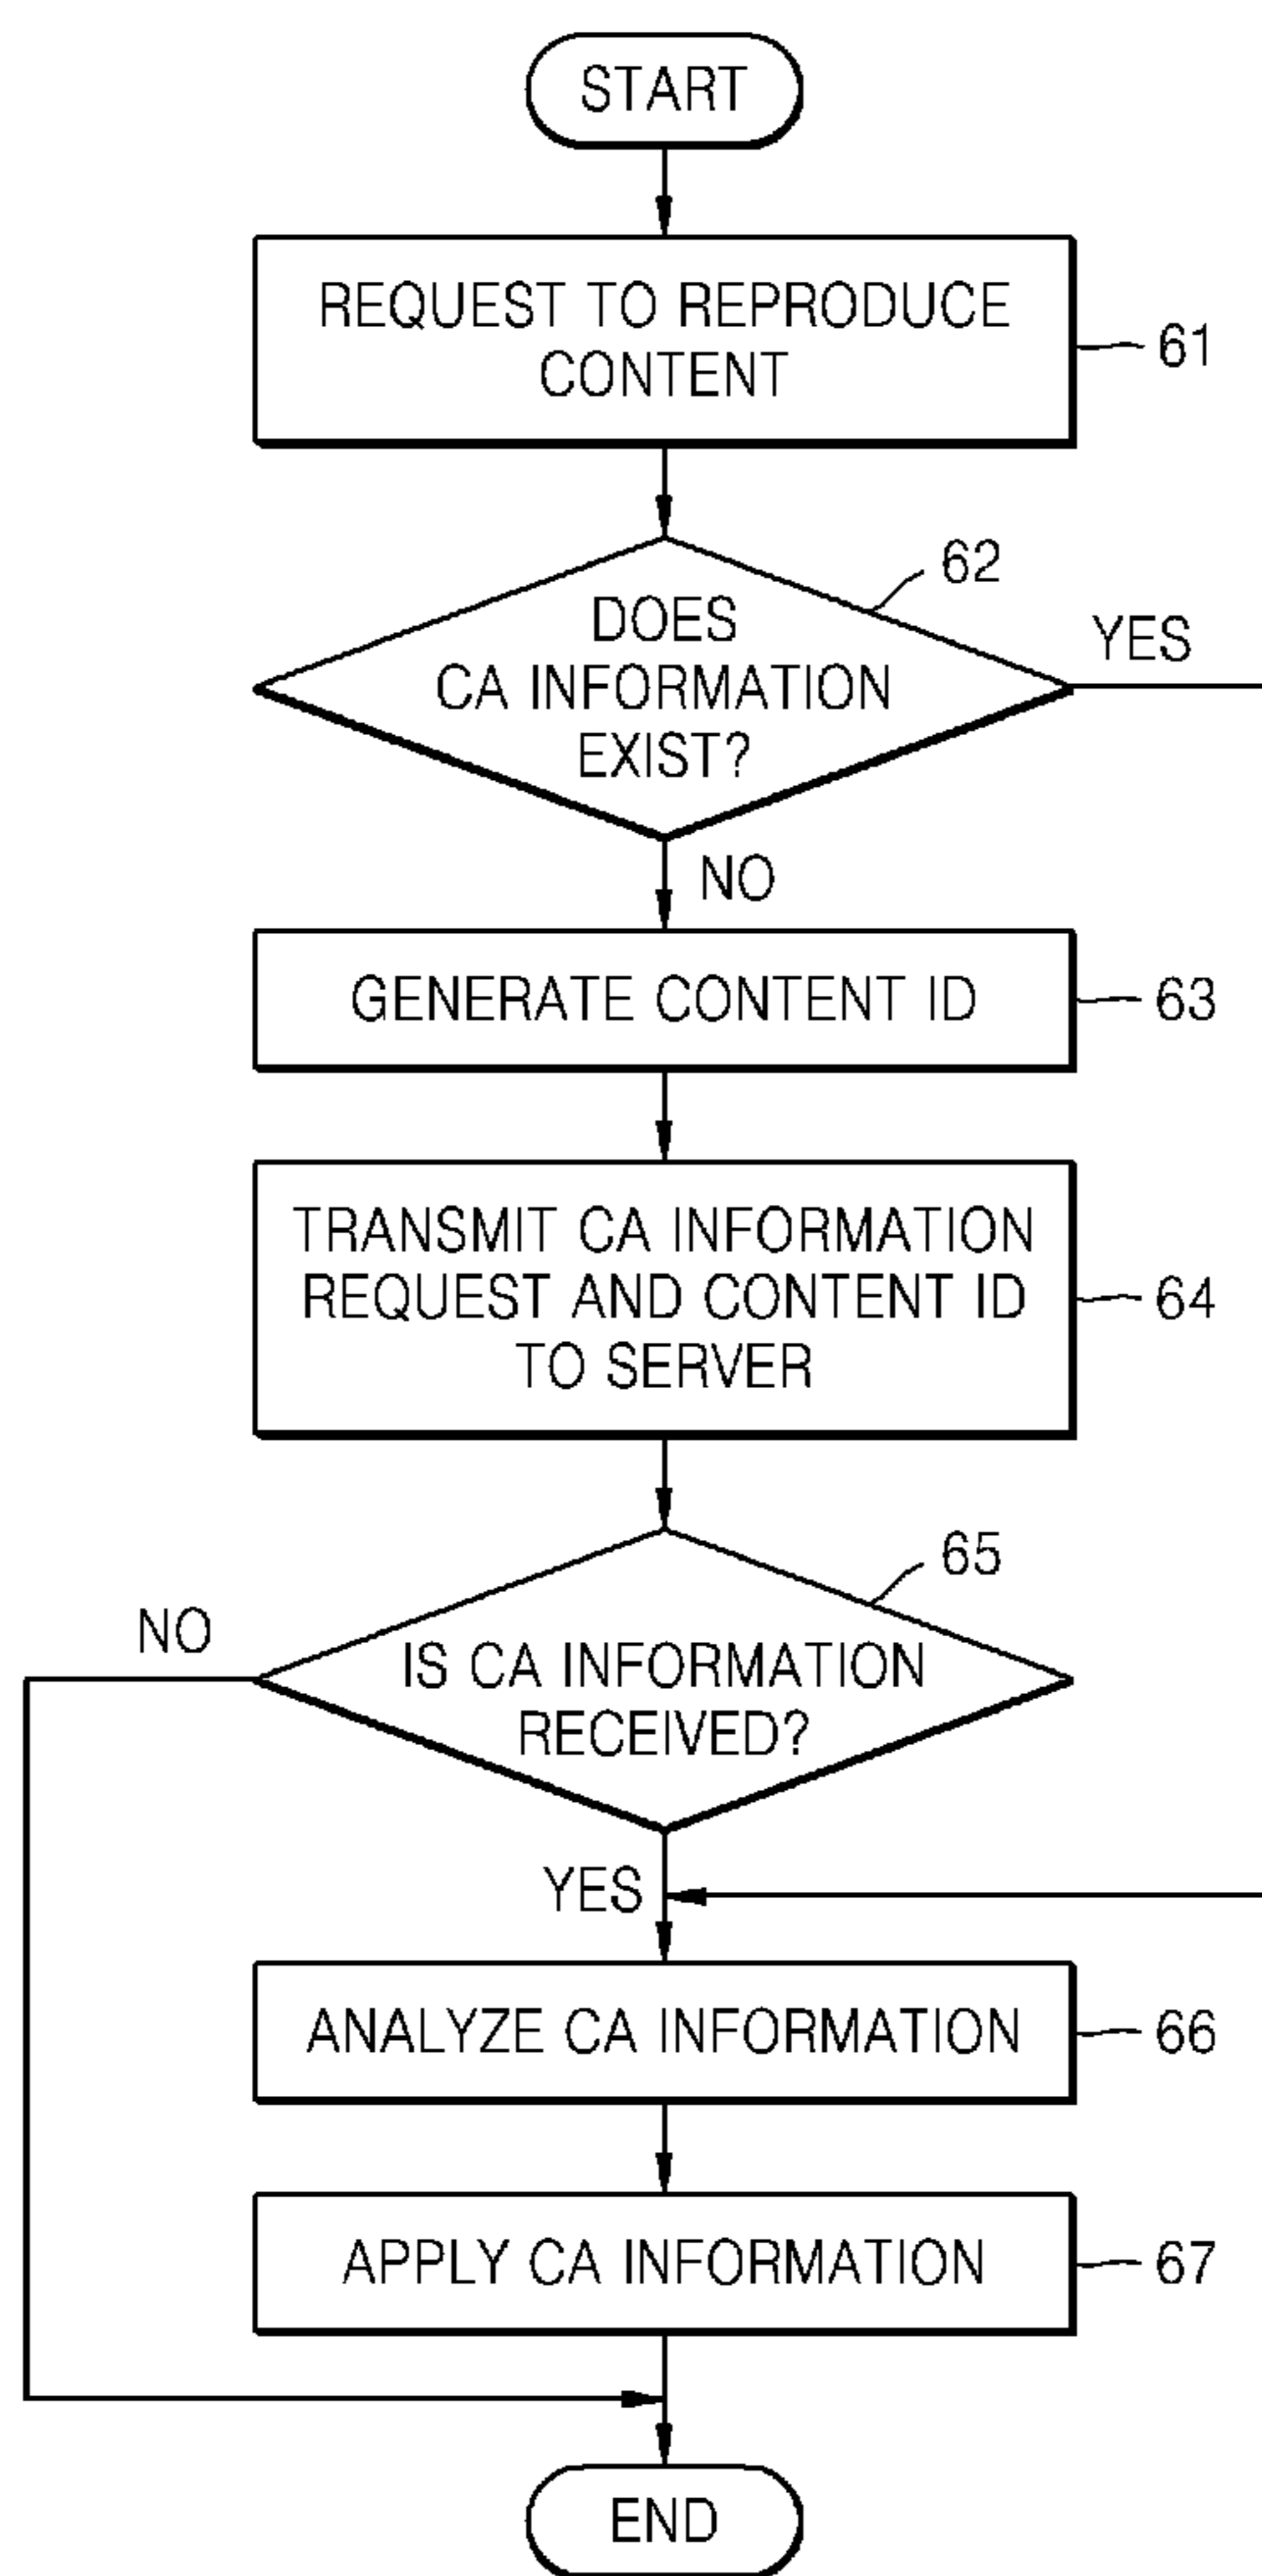 START
REQUEST TO REPRODUCE
CONTENT
61
62
DOES
CA INFORMATION
EXIST?
YES
NO
GENERATE CONTENT ID
63
TRANSMIT CA INFORMATION
REQUEST AND CONTENT ID
TO SERVER
64
65
NO
IS CA INFORMATION
RECEIVED?
YES
ANALYZE CA INFORMATION
66
APPLY CA INFORMATION
67
END